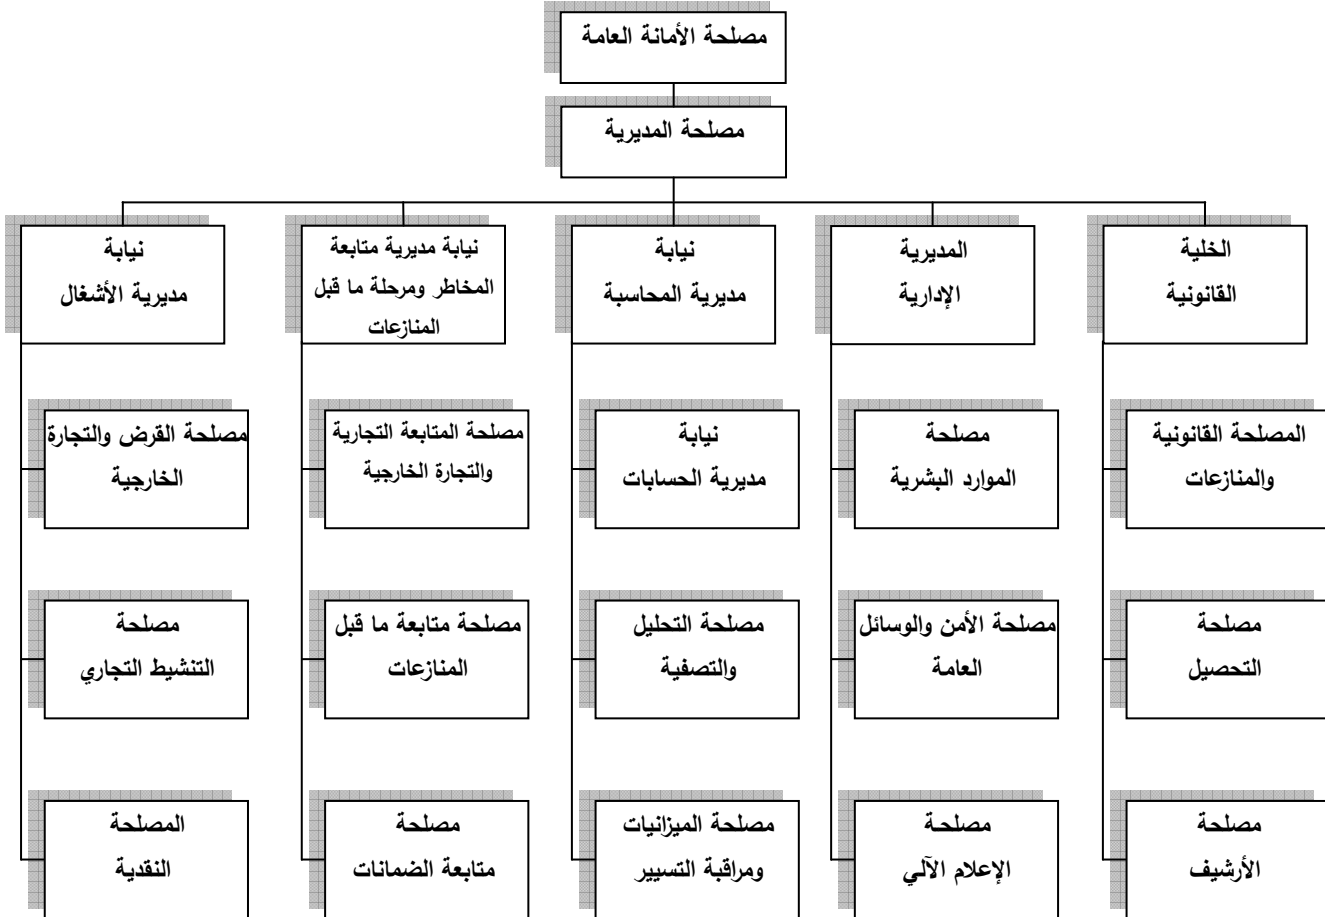 مصلحة الأمانة العامة
مصلحة المديرية
الخلية
القانونية
المديرية
الإدارية
نيابة
مديرية المحاسبة
نيابة مديرية متابعة
المخاطر ومرحلة ما قبل
المنازعات
نيابة
مديرية الأشغال
المصلحة القانونية
والمنازعات
مصلحة
الموارد البشرية
نيابة
مديرية الحسابات
مصلحة المتابعة التجارية
والتجارة الخارجية
مصلحة القرض والتجارة
الخارجية
مصلحة
التحصيل
مصلحة الأمن والوسائل
العامة
مصلحة التحليل
والتصفية
مصلحة متابعة ما قبل
المنازعات
مصلحة
التنشيط التجاري
مصلحة
الأرشيف
مصلحة
الإعلام الآلي
مصلحة الميزانيات
ومراقبة التسيير
مصلحة
متابعة الضمانات
المصلحة
النقدية